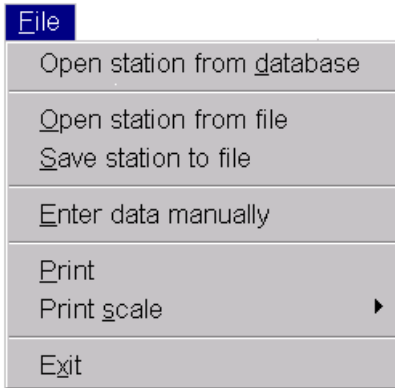 File
Open station from database
Open station from file
Save station to file
Enter data manually
Print
Print scale
Exit